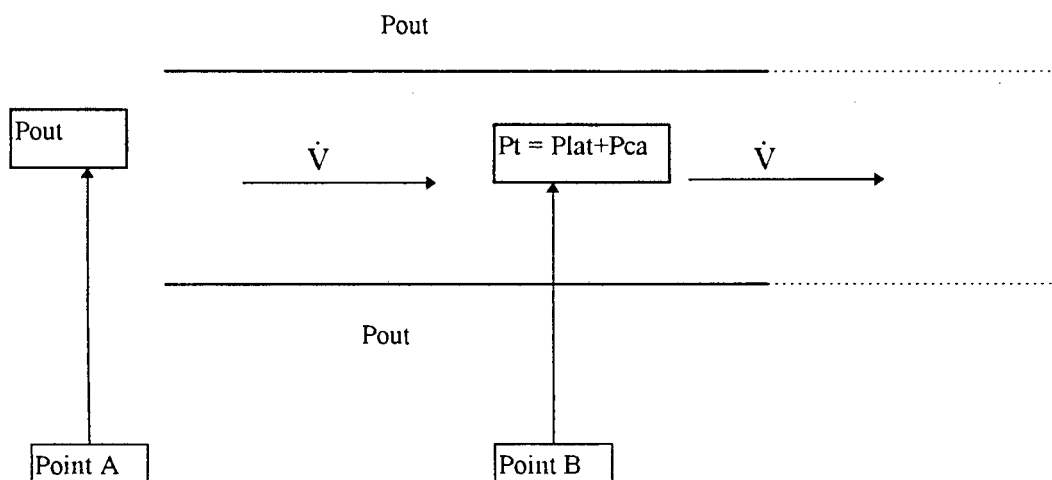 Pout
Pout
Pt = Plat+Pca
V̇
V̇
Pout
Point A
Point B